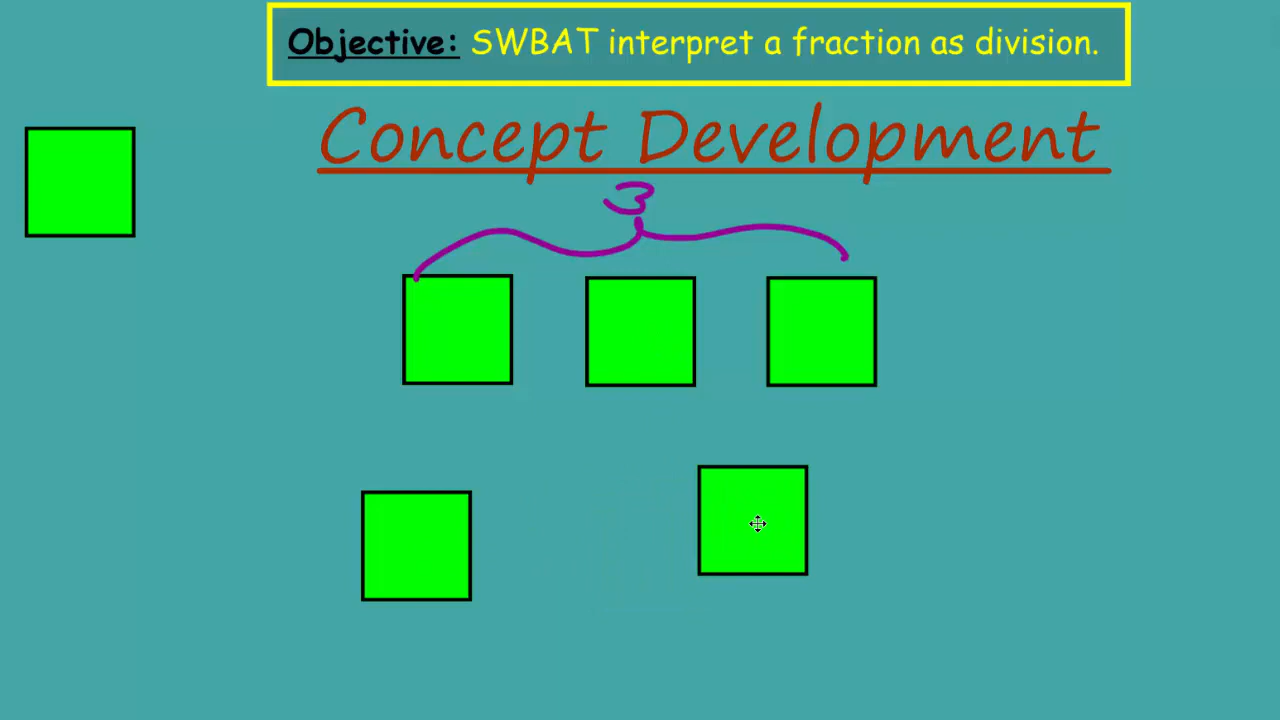 Objective: SWBAT interpret a fraction as division.
Concept Development
3